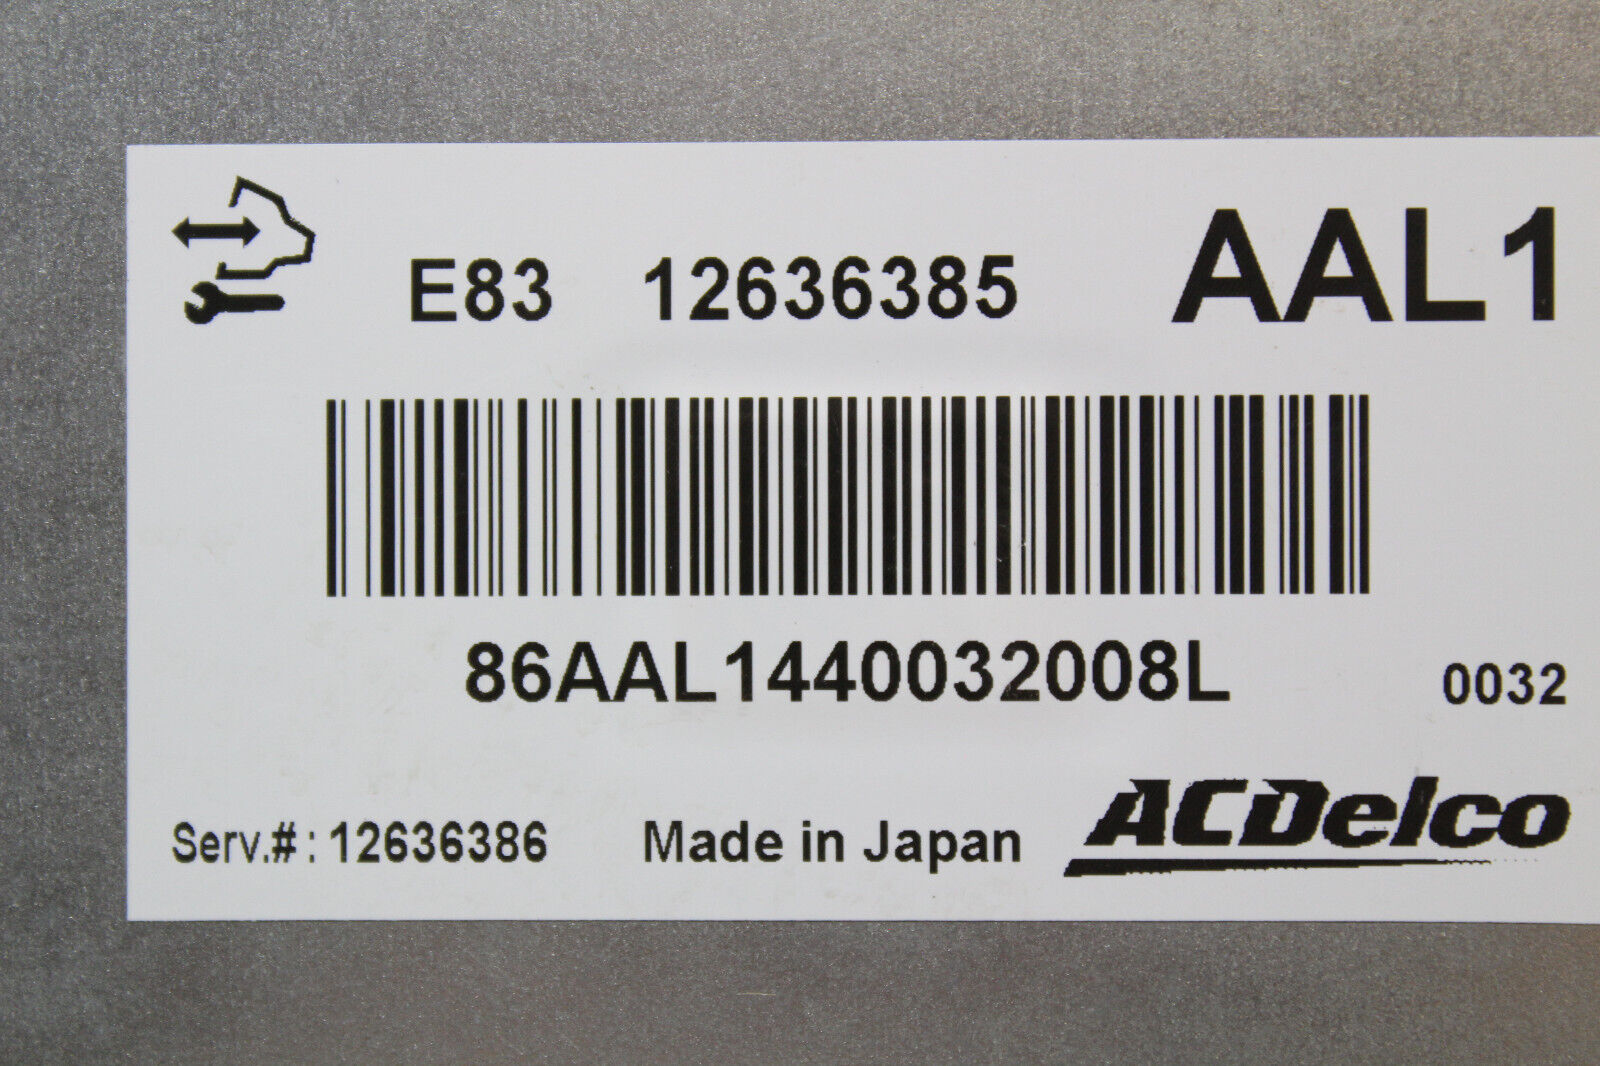 E83 12636385 AAL1
86AAL1440032008L 0032
Serv.#: 12636386 Made in Japan ACDelco